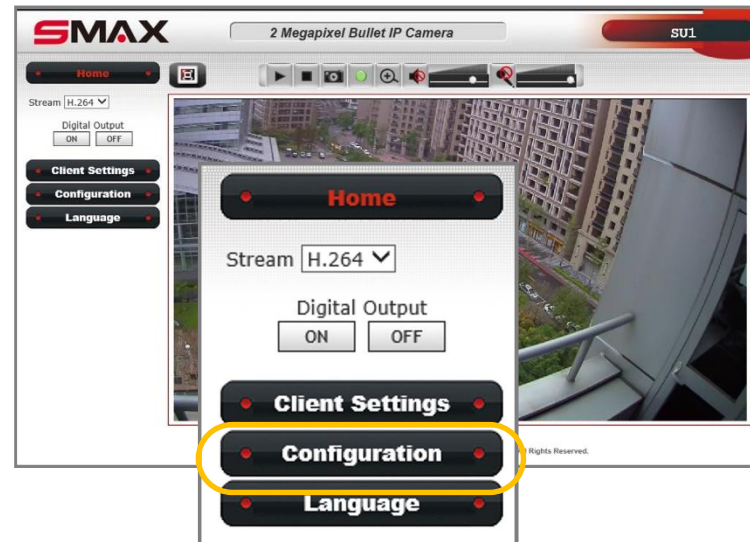 SMAX
2 Megapixel Bullet IP Camera
SU1
Home
Stream H.264
Digital Output
ON OFF
Client Settings
Configuration
Language
Home
Stream H.264
Digital Output
ON OFF
Client Settings
Configuration
Language
Rights Reserved.